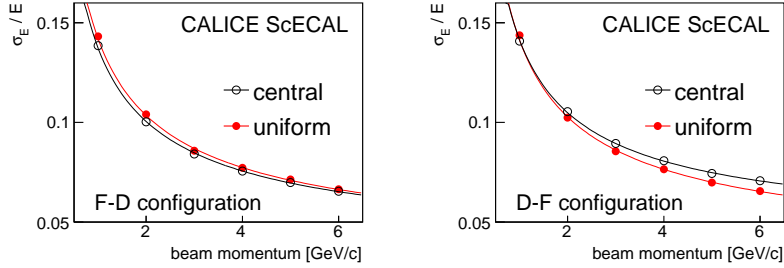 σE / E
0.15
0.1
0.05
CALICE ScECAL
central
uniform
F-D configuration
2
4
6
beam momentum [GeV/c]
σE / E
0.15
0.1
0.05
CALICE ScECAL
central
uniform
D-F configuration
2
4
6
beam momentum [GeV/c]